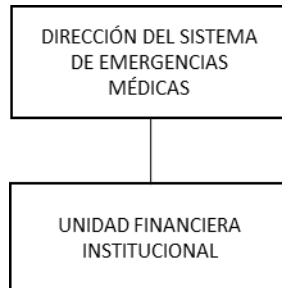 DIRECCIÓN DEL SISTEMA
DE EMERGENCIAS
MÉDICAS
UNIDAD FINANCIERA
INSTITUCIONAL